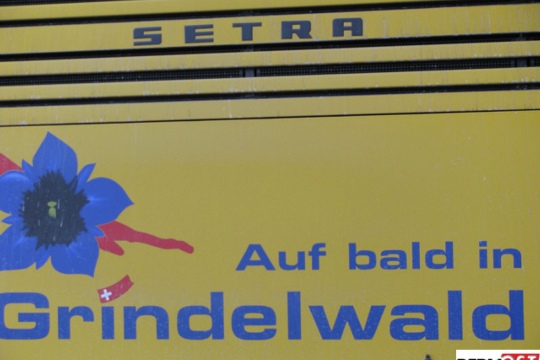 SETRA
Auf bald in
Grindelwald